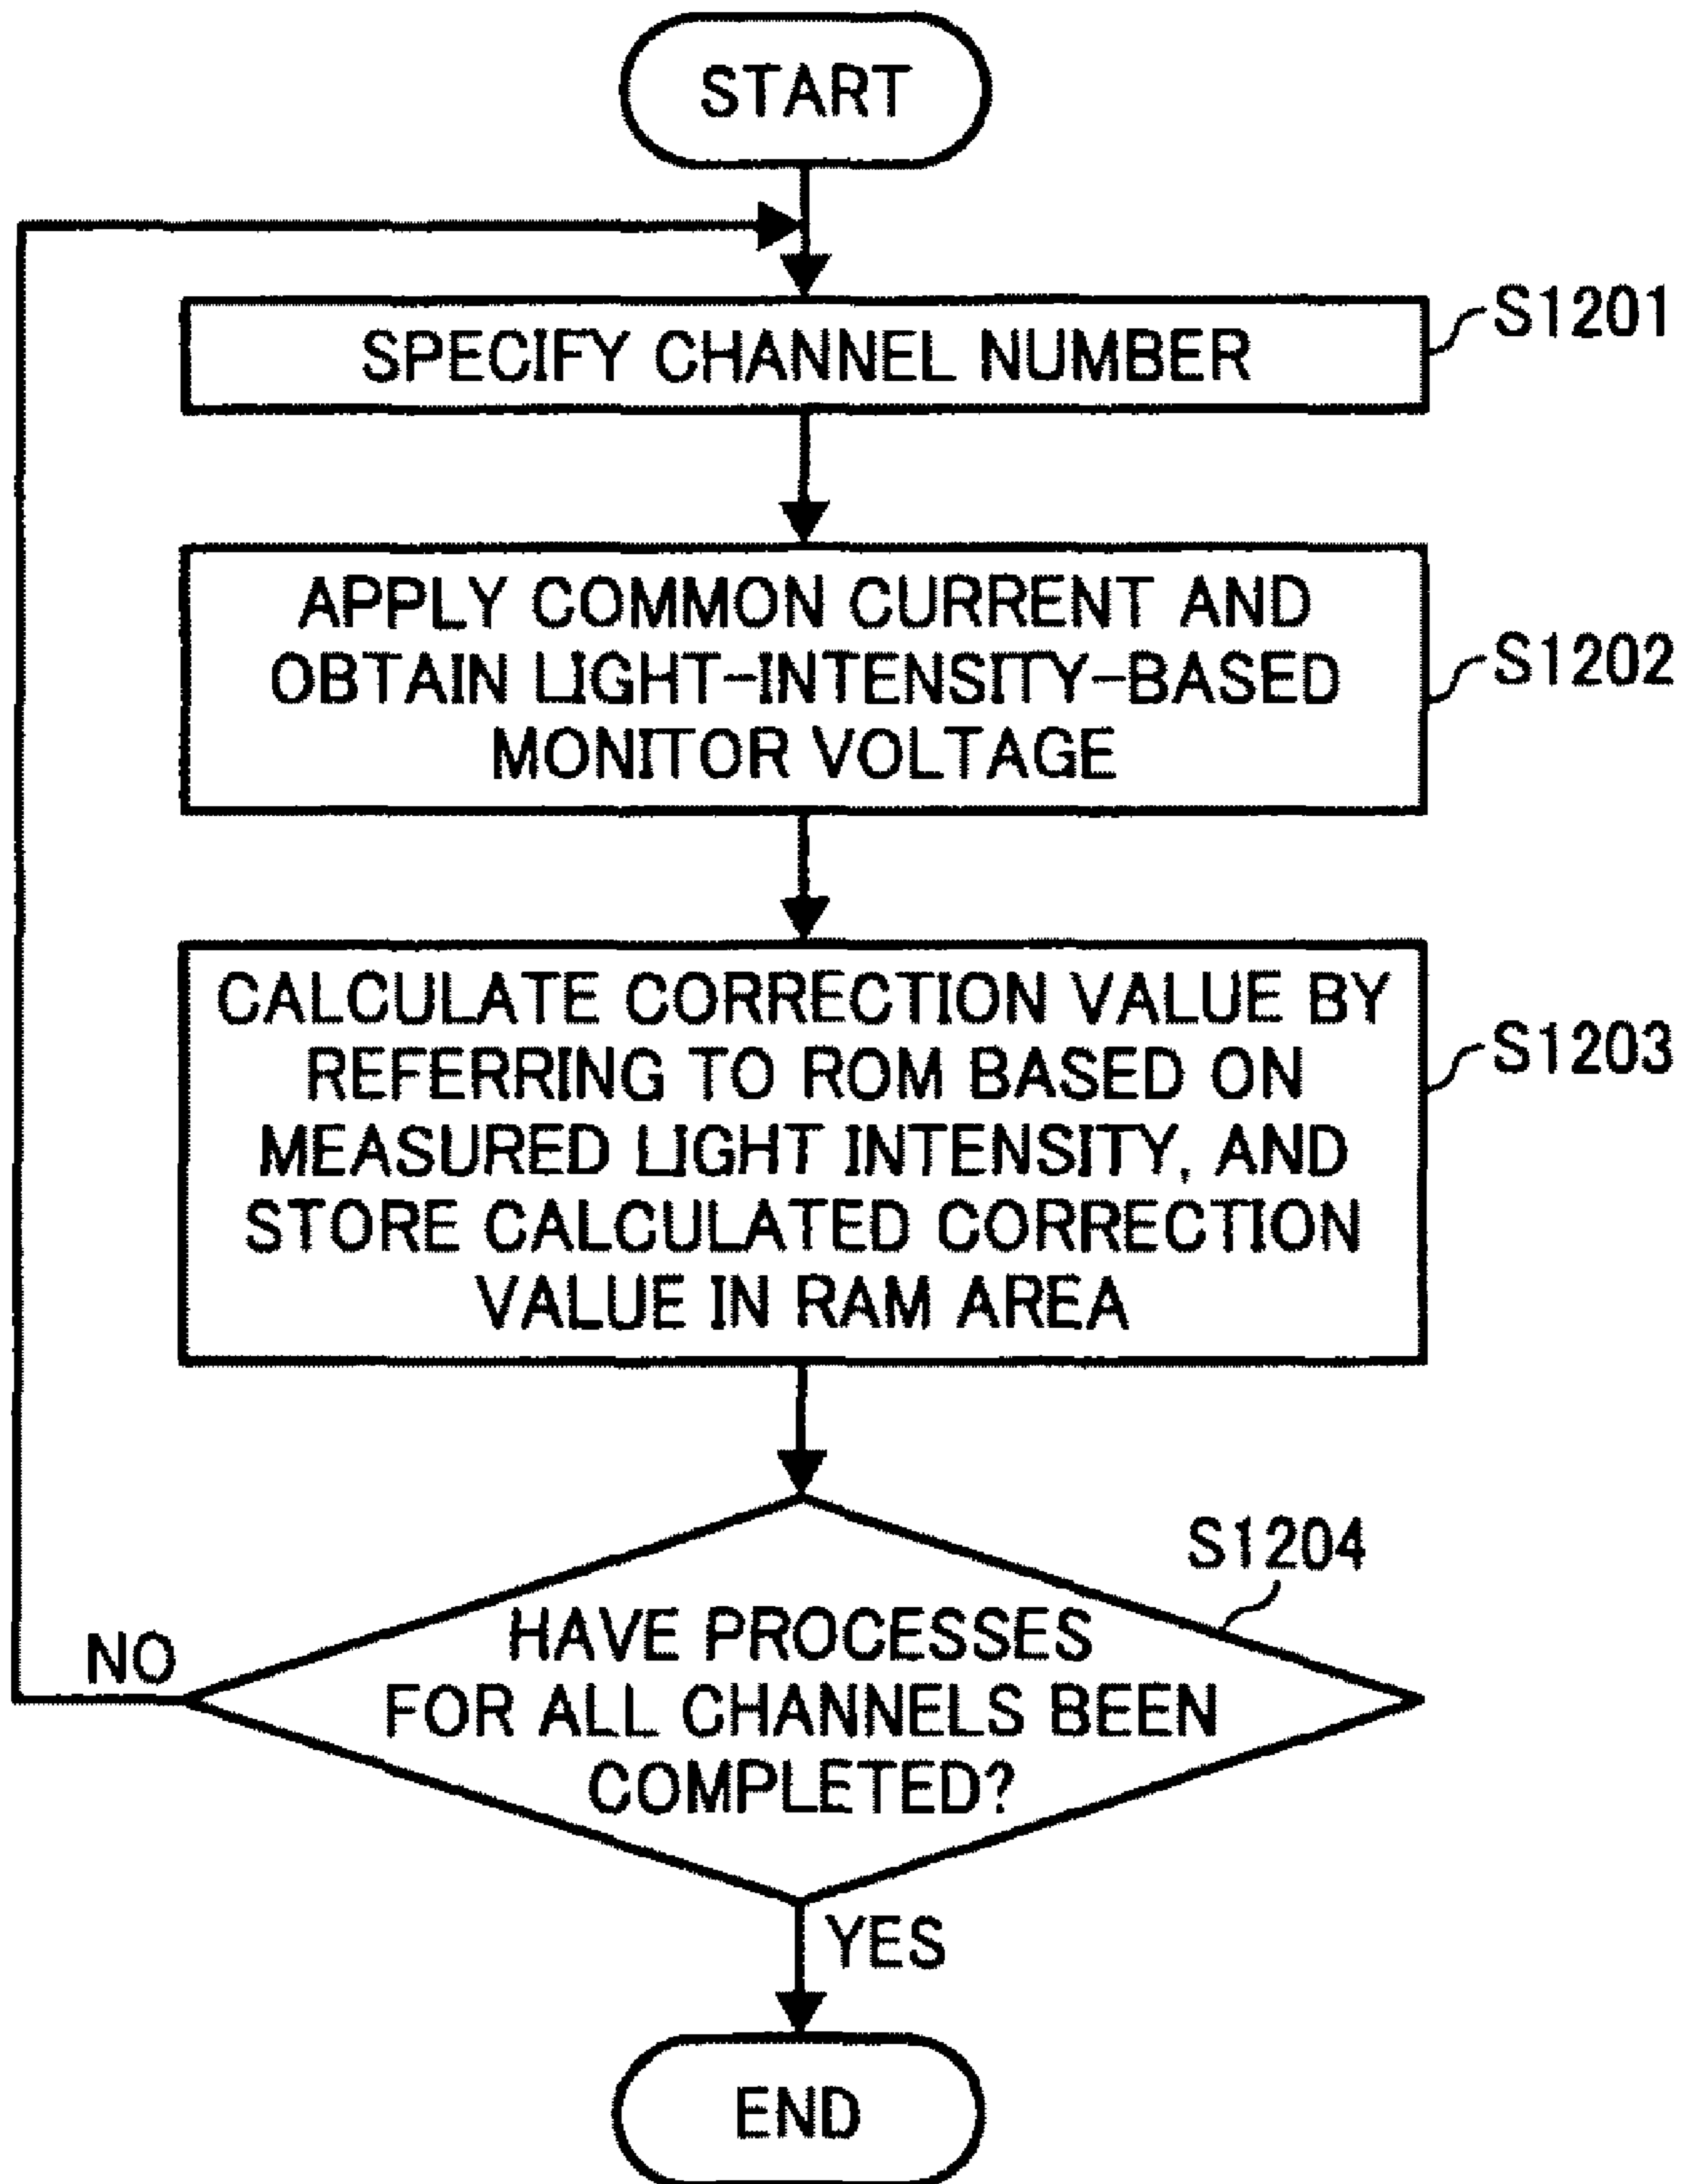 START
SPECIFY CHANNEL NUMBER
S1201
APPLY COMMON CURRENT AND
OBTAIN LIGHT-INTENSITY-BASED
MONITOR VOLTAGE
S1202
CALCULATE CORRECTION VALUE BY
REFERRING TO ROM BASED ON
MEASURED LIGHT INTENSITY, AND
STORE CALCULATED CORRECTION
VALUE IN RAM AREA
S1203
S1204
HAVE PROCESSES
FOR ALL CHANNELS BEEN
COMPLETED?
NO
YES
END